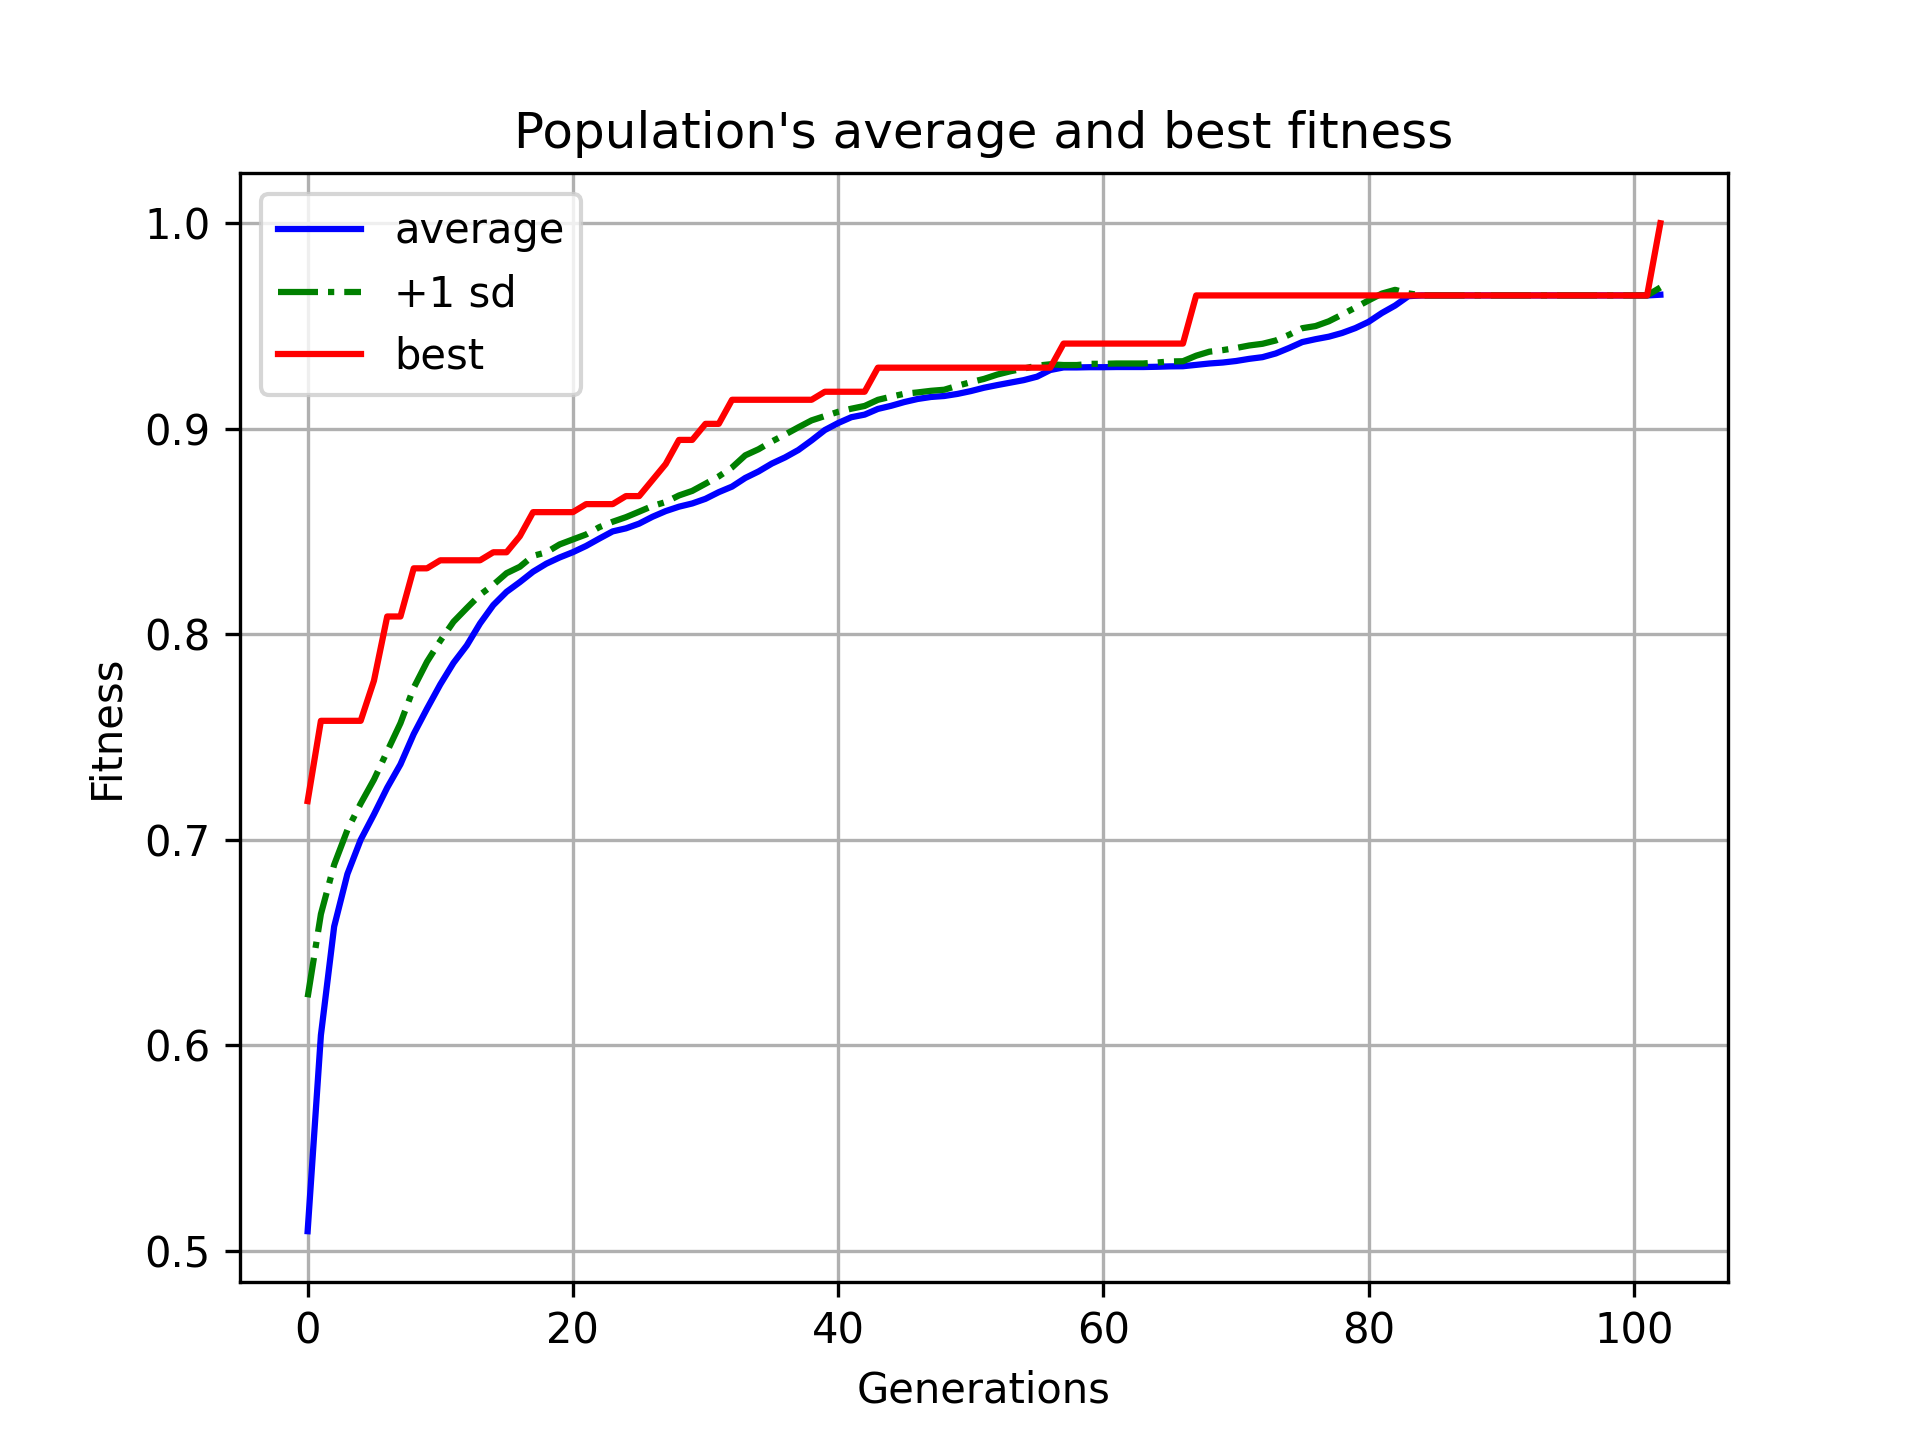 Population's average and best fitness
average
+1 sd
best
1.0
0.9
0.8
0.7
0.6
0.5
Fitness
0 20 40 60 80 100
Generations